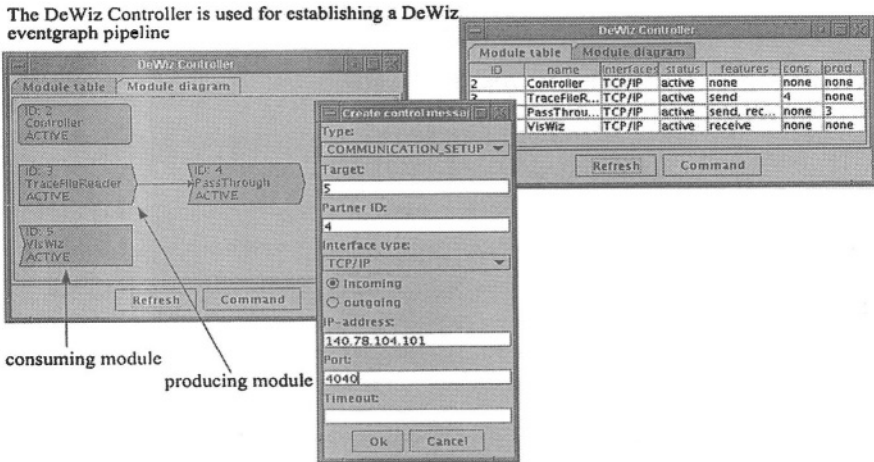 The DeWiz Controller is used for establishing a DeWiz
eventgraph pipeline
DeWiz Controller
Module table
Module diagram
ID: 2
Controller
ACTIVE
ID: 3
TraceFileReader
ACTIVE
ID: 4
PassThrough
ACTIVE
ID: 5
VisWiz
ACTIVE
Refresh
Command
consuming module
producing module
Create control messag
Type:
COMMUNICATION_SETUP
Target:
5
Partner ID:
4
Interface type:
TCP/IP
Incoming
outgoing
IP-address:
140.78.104.101
Port:
4040
Timeout:
Ok
Cancel
DeWiz Controller
Module table
Module diagram
ID name Interfaces status features cons... prod...
2 Controller TCP/IP active none none none
TraceFileR... TCP/IP active send 4 none
PassThrou... TCP/IP active send, rec... none 3
VisWiz TCP/IP active receive none none
Refresh
Command